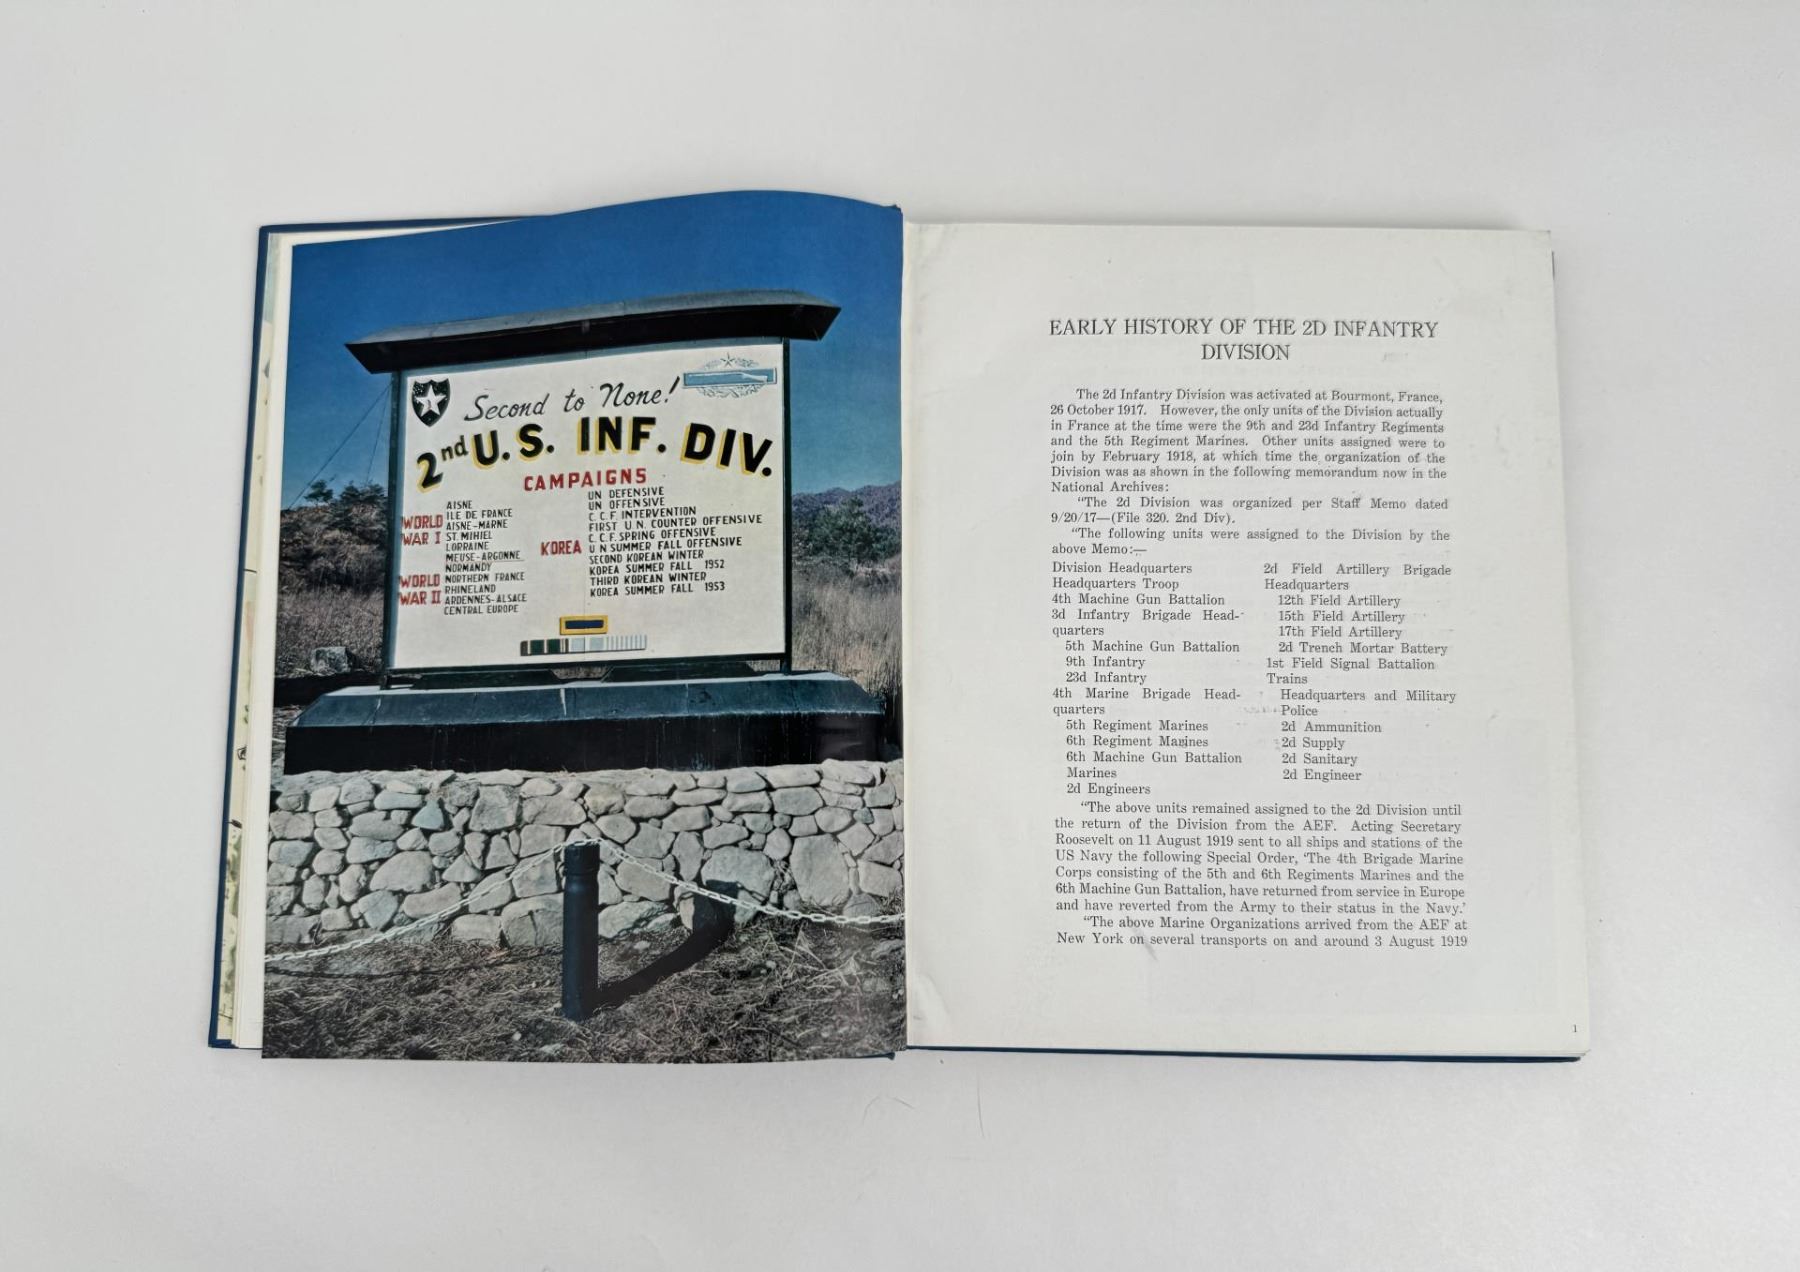 Second to None!
2nd U.S. INF. DIV.
CAMPAIGNS
WORLD WAR I
AISNE
ILE DE FRANCE
AISNE-MARNE
ST. MIHIEL
LORRAINE
MEUSE-ARGONNE
WORLD WAR II
NORMANDY
NORTHERN FRANCE
RHINELAND
ARDENNES-ALSACE
CENTRAL EUROPE
KOREA
UN DEFENSIVE
UN OFFENSIVE
C.C.F. INTERVENTION
FIRST U.N. COUNTER OFFENSIVE
C.C.F. SPRING OFFENSIVE
U N SUMMER FALL OFFENSIVE
SECOND KOREAN WINTER
KOREA SUMMER FALL 1952
THIRD KOREAN WINTER
KOREA SUMMER FALL 1953
EARLY HISTORY OF THE 2D INFANTRY
DIVISION
The 2d Infantry Division was activated at Bourmont, France,
26 October 1917. However, the only units of the Division actually
in France at the time were the 9th and 23d Infantry Regiments
and the 5th Regiment Marines. Other units assigned were to
join by February 1918, at which time the organization of the
Division was as shown in the following memorandum now in the
National Archives:
"The 2d Division was organized per Staff Memo dated
9/20/17—(File 320. 2nd Div).
"The following units were assigned to the Division by the
above Memo:—
Division Headquarters
Headquarters Troop
4th Machine Gun Battalion
3d Infantry Brigade Head-
quarters
5th Machine Gun Battalion
9th Infantry
23d Infantry
4th Marine Brigade Head-
quarters
5th Regiment Marines
6th Regiment Marines
6th Machine Gun Battalion
Marines
2d Engineers
2d Field Artillery Brigade
Headquarters
12th Field Artillery
15th Field Artillery
17th Field Artillery
2d Trench Mortar Battery
1st Field Signal Battalion
Trains
Headquarters and Military
Police
2d Ammunition
2d Supply
2d Sanitary
2d Engineer
"The above units remained assigned to the 2d Division until
the return of the Division from the AEF. Acting Secretary
Roosevelt on 11 August 1919 sent to all ships and stations of the
US Navy the following Special Order, 'The 4th Brigade Marine
Corps consisting of the 5th and 6th Regiments Marines and the
6th Machine Gun Battalion, have returned from service in Europe
and have reverted from the Army to their status in the Navy.'
"The above Marine Organizations arrived from the AEF at
New York on several transports on and around 3 August 1919
1